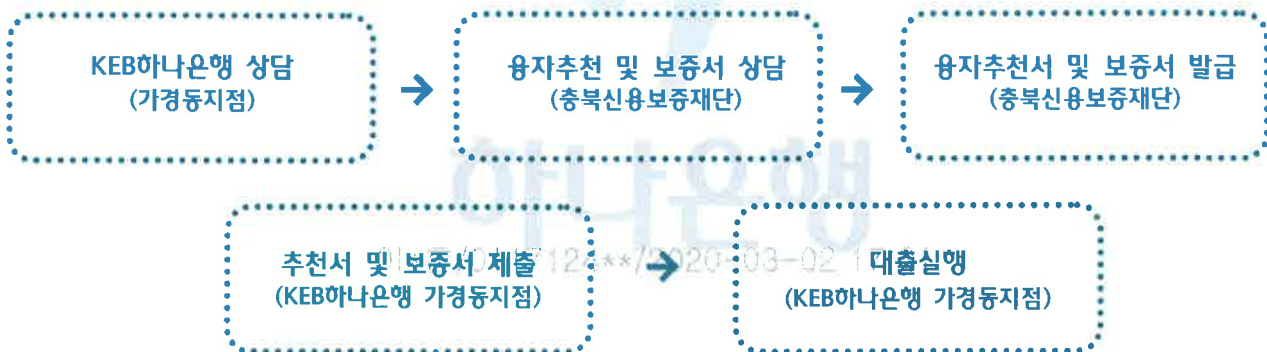 KEB하나은행 상담
(가경동지점)
→
융자추천 및 보증서 상담
(충북신용보증재단)
→
융자추천서 및 보증서 발급
(충북신용보증재단)
하나은행
추천서 및 보증서 제출
(KEB하나은행 가경동지점)
→
대출실행
(KEB하나은행 가경동지점)